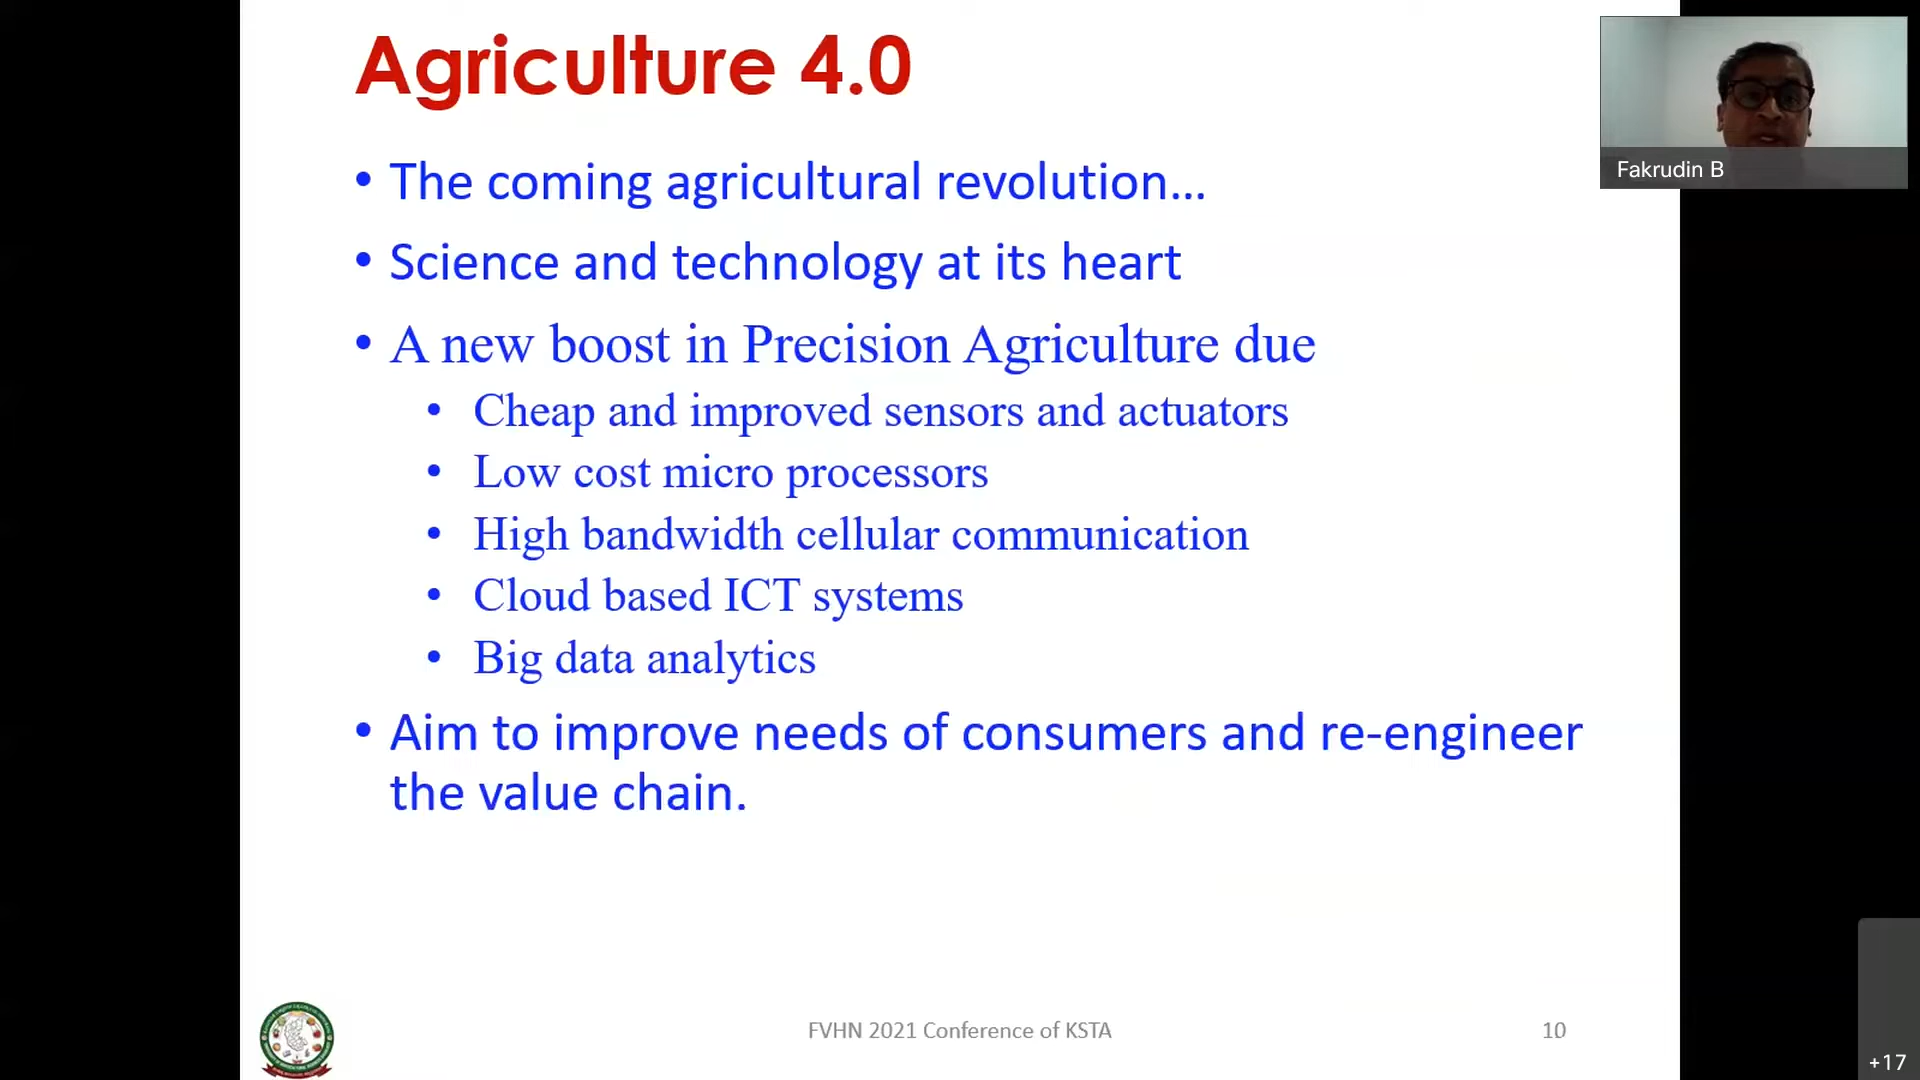 Agriculture 4.0
• The coming agricultural revolution...
• Science and technology at its heart
• A new boost in Precision Agriculture due
• Cheap and improved sensors and actuators
• Low cost micro processors
• High bandwidth cellular communication
• Cloud based ICT systems
• Big data analytics
• Aim to improve needs of consumers and re-engineer
the value chain.
FVHN 2021 Conference of KSTA
10
Fakrudin B
+17